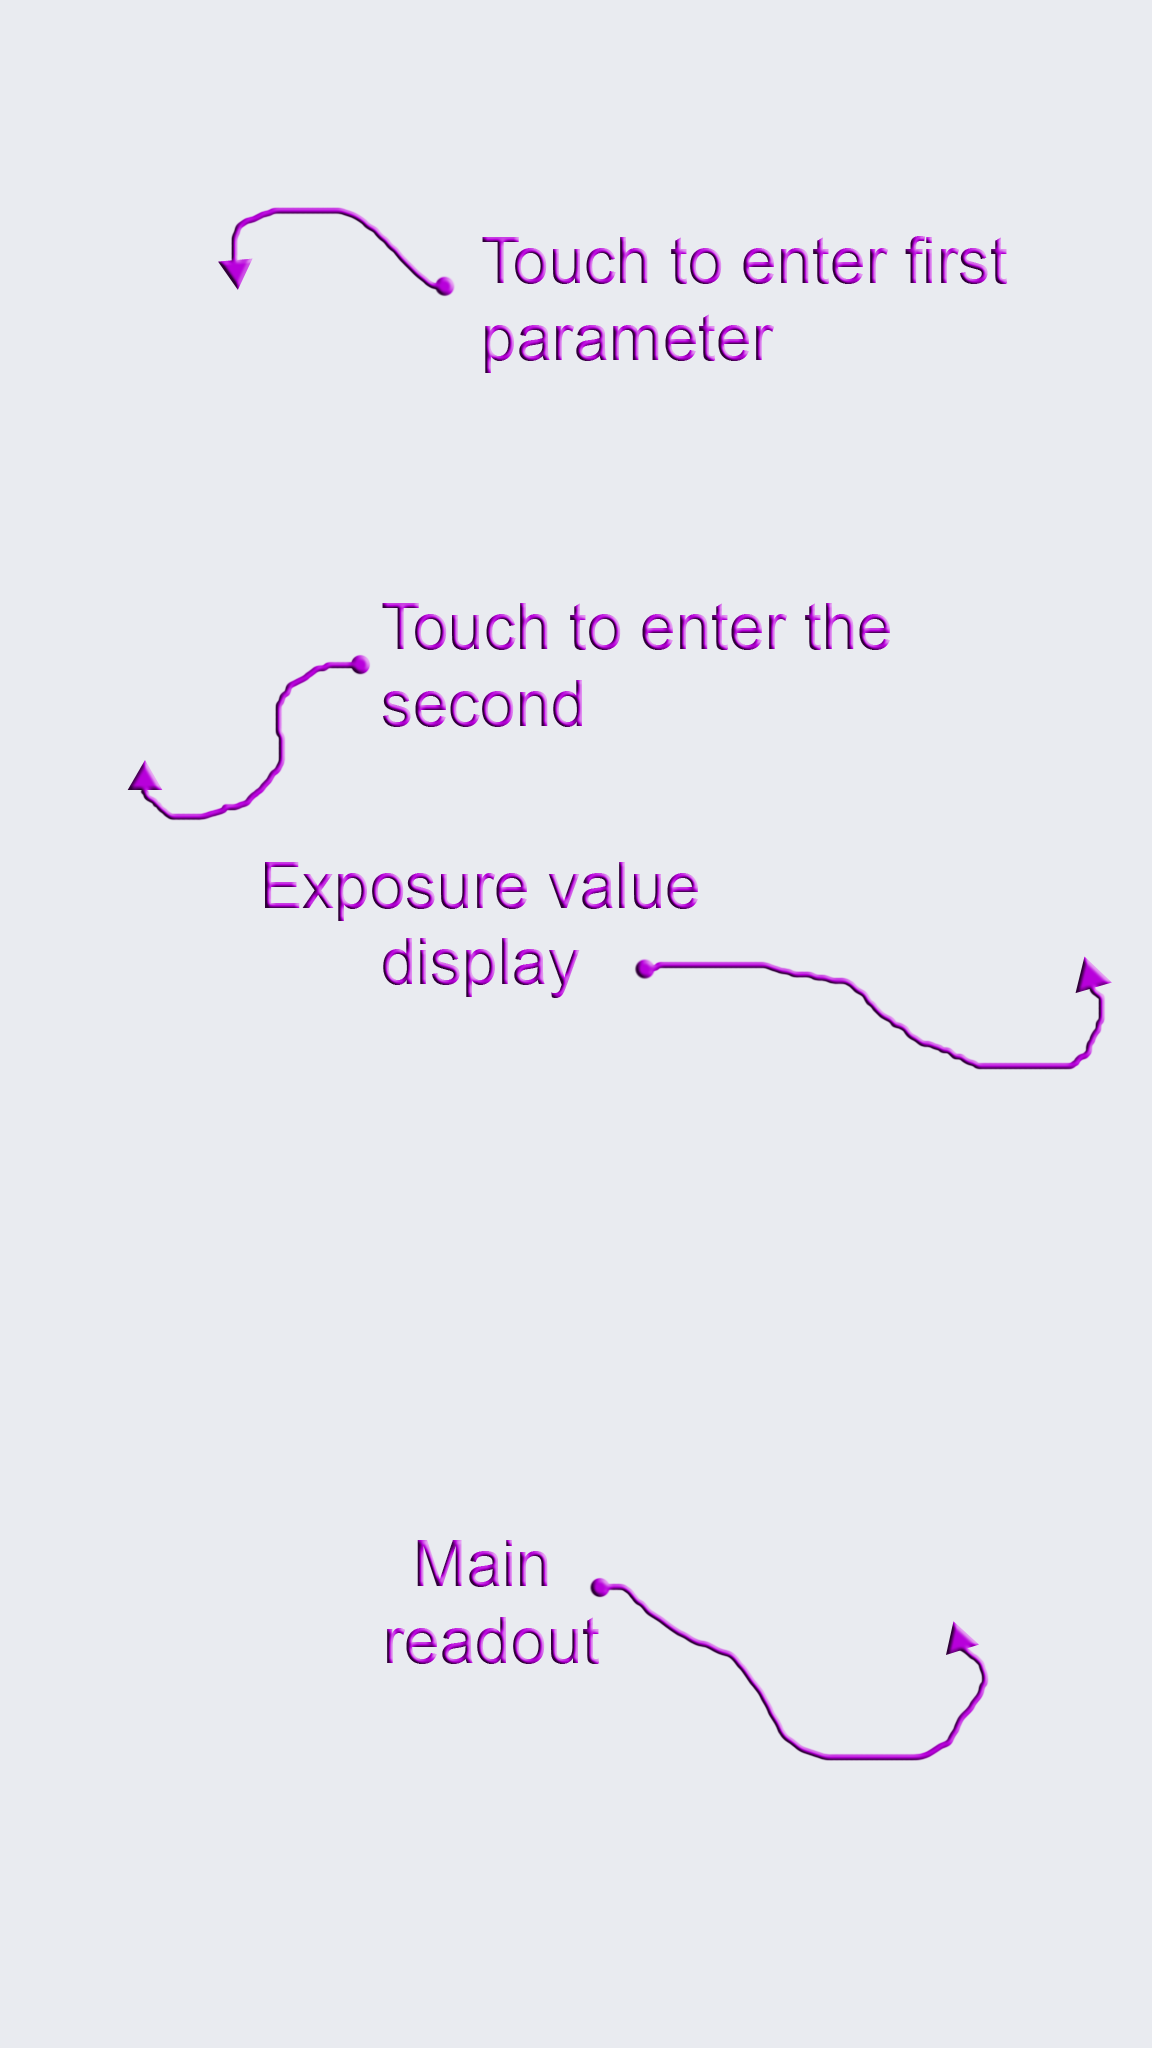 Touch to enter first
parameter
Touch to enter the
second
Exposure value
display
Main
readout